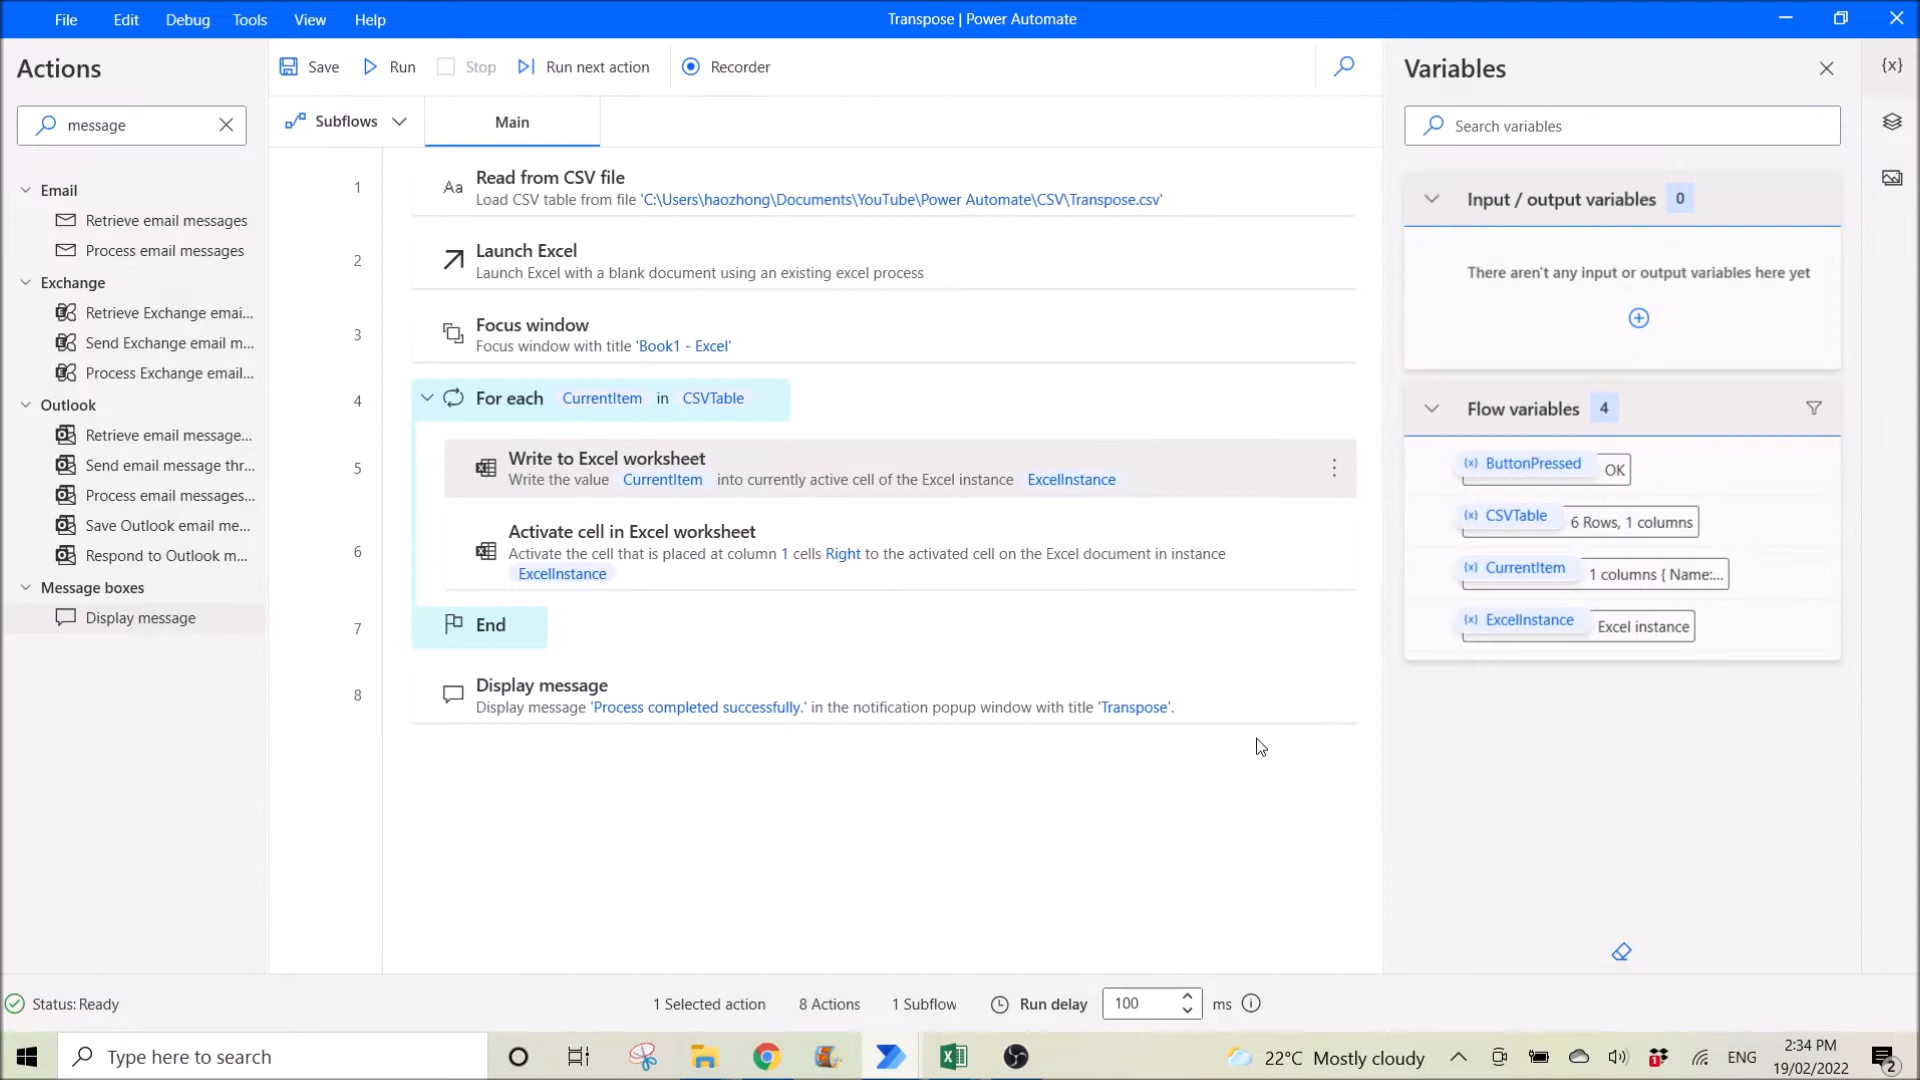 File Edit Debug Tools View Help
Transpose | Power Automate
Actions
message
Email
Retrieve email messages
Process email messages
Exchange
Retrieve Exchange emai...
Send Exchange email m...
Process Exchange email...
Outlook
Retrieve email message...
Send email message thr...
Process email messages...
Save Outlook email me...
Respond to Outlook m...
Message boxes
Display message
Save Run Stop Run next action Recorder
Subflows Main
1 Aa Read from CSV file
Load CSV table from file 'C:\Users\haozhong\Documents\YouTube\Power Automate\CSV\Transpose.csv'
2 Launch Excel
Launch Excel with a blank document using an existing excel process
3 Focus window
Focus window with title 'Book1 - Excel'
4 For each CurrentItem in CSVTable
5 Write to Excel worksheet
Write the value CurrentItem into currently active cell of the Excel instance ExcelInstance
6 Activate cell in Excel worksheet
Activate the cell that is placed at column 1 cells Right to the activated cell on the Excel document in instance
ExcelInstance
7 End
8 Display message
Display message 'Process completed successfully.' in the notification popup window with title 'Transpose'.
Variables
{x}
Search variables
Input / output variables 0
There aren't any input or output variables here yet
Flow variables 4
(x) ButtonPressed OK
(x) CSVTable 6 Rows, 1 columns
(x) CurrentItem 1 columns { Name:...
(x) ExcelInstance Excel instance
Status: Ready 1 Selected action 8 Actions 1 Subflow Run delay 100 ms
Type here to search
22°C Mostly cloudy
1
ENG
2:34 PM
19/02/2022
2